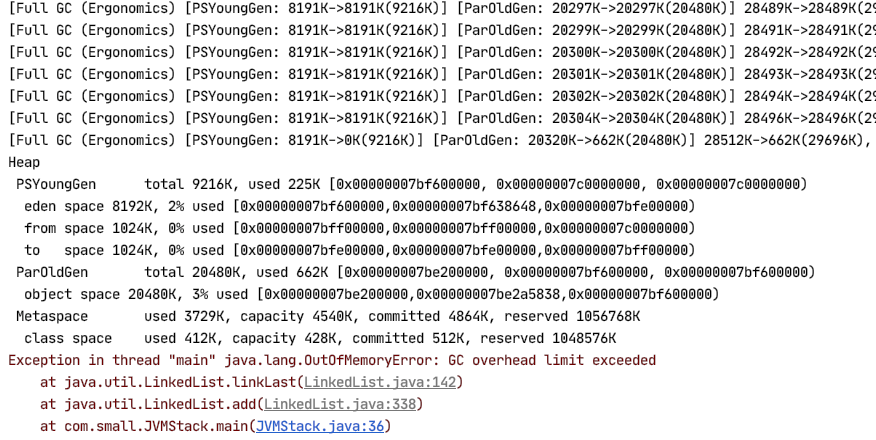 [Full GC (Ergonomics) [PSYoungGen: 8191K->8191K(9216K)] [ParOldGen: 20297K->20297K(20480K)] 28489K->28489K(29
[Full GC (Ergonomics) [PSYoungGen: 8191K->8191K(9216K)] [ParOldGen: 20299K->20299K(20480K)] 28491K->28491K(29
[Full GC (Ergonomics) [PSYoungGen: 8191K->8191K(9216K)] [ParOldGen: 20300K->20300K(20480K)] 28492K->28492K(29
[Full GC (Ergonomics) [PSYoungGen: 8191K->8191K(9216K)] [ParOldGen: 20301K->20301K(20480K)] 28493K->28493K(296
[Full GC (Ergonomics) [PSYoungGen: 8191K->8191K(9216K)] [ParOldGen: 20302K->20302K(20480K)] 28494K->28494K(296
[Full GC (Ergonomics) [PSYoungGen: 8191K->8191K(9216K)] [ParOldGen: 20304K->20304K(20480K)] 28496K->28496K(296
[Full GC (Ergonomics) [PSYoungGen: 8191K->0K(9216K)] [ParOldGen: 20320K->662K(20480K)] 28512K->662K(29696K),
Heap
PSYoungGen      total 9216K, used 225K [0x00000007bf600000, 0x00000007c0000000, 0x00000007c0000000)
eden space 8192K, 2% used [0x00000007bf600000,0x00000007bf638648,0x00000007bfe00000)
from space 1024K, 0% used [0x00000007bff00000,0x00000007bff00000,0x00000007c0000000)
to   space 1024K, 0% used [0x00000007bfe00000,0x00000007bfe00000,0x00000007bff00000)
ParOldGen       total 20480K, used 662K [0x00000007be200000, 0x00000007bf600000, 0x00000007bf600000)
object space 20480K, 3% used [0x00000007be200000,0x00000007be2a5838,0x00000007bf600000)
Metaspace       used 3729K, capacity 4540K, committed 4864K, reserved 1056768K
class space    used 412K, capacity 428K, committed 512K, reserved 1048576K
Exception in thread "main" java.lang.OutOfMemoryError: GC overhead limit exceeded
at java.util.LinkedList.linkLast(LinkedList.java:142)
at java.util.LinkedList.add(LinkedList.java:338)
at com.small.JVMStack.main(JVMStack.java:36)